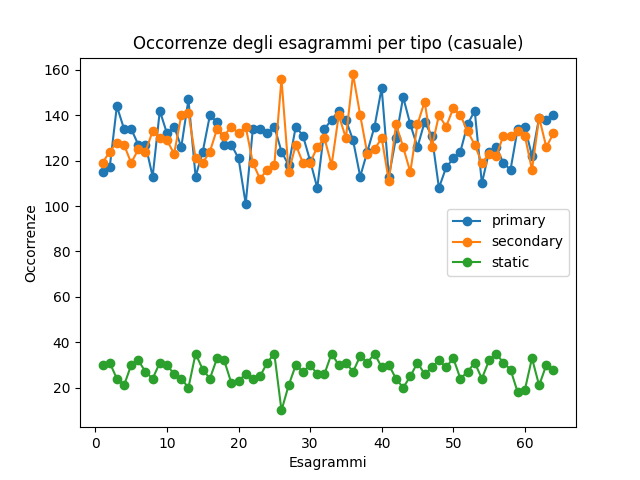 Occorrenze degli esagrammi per tipo (casuale)
160
140
120
100
80
60
40
20
Occorrenze
primary
secondary
static
0 10 20 30 40 50 60
Esagrammi